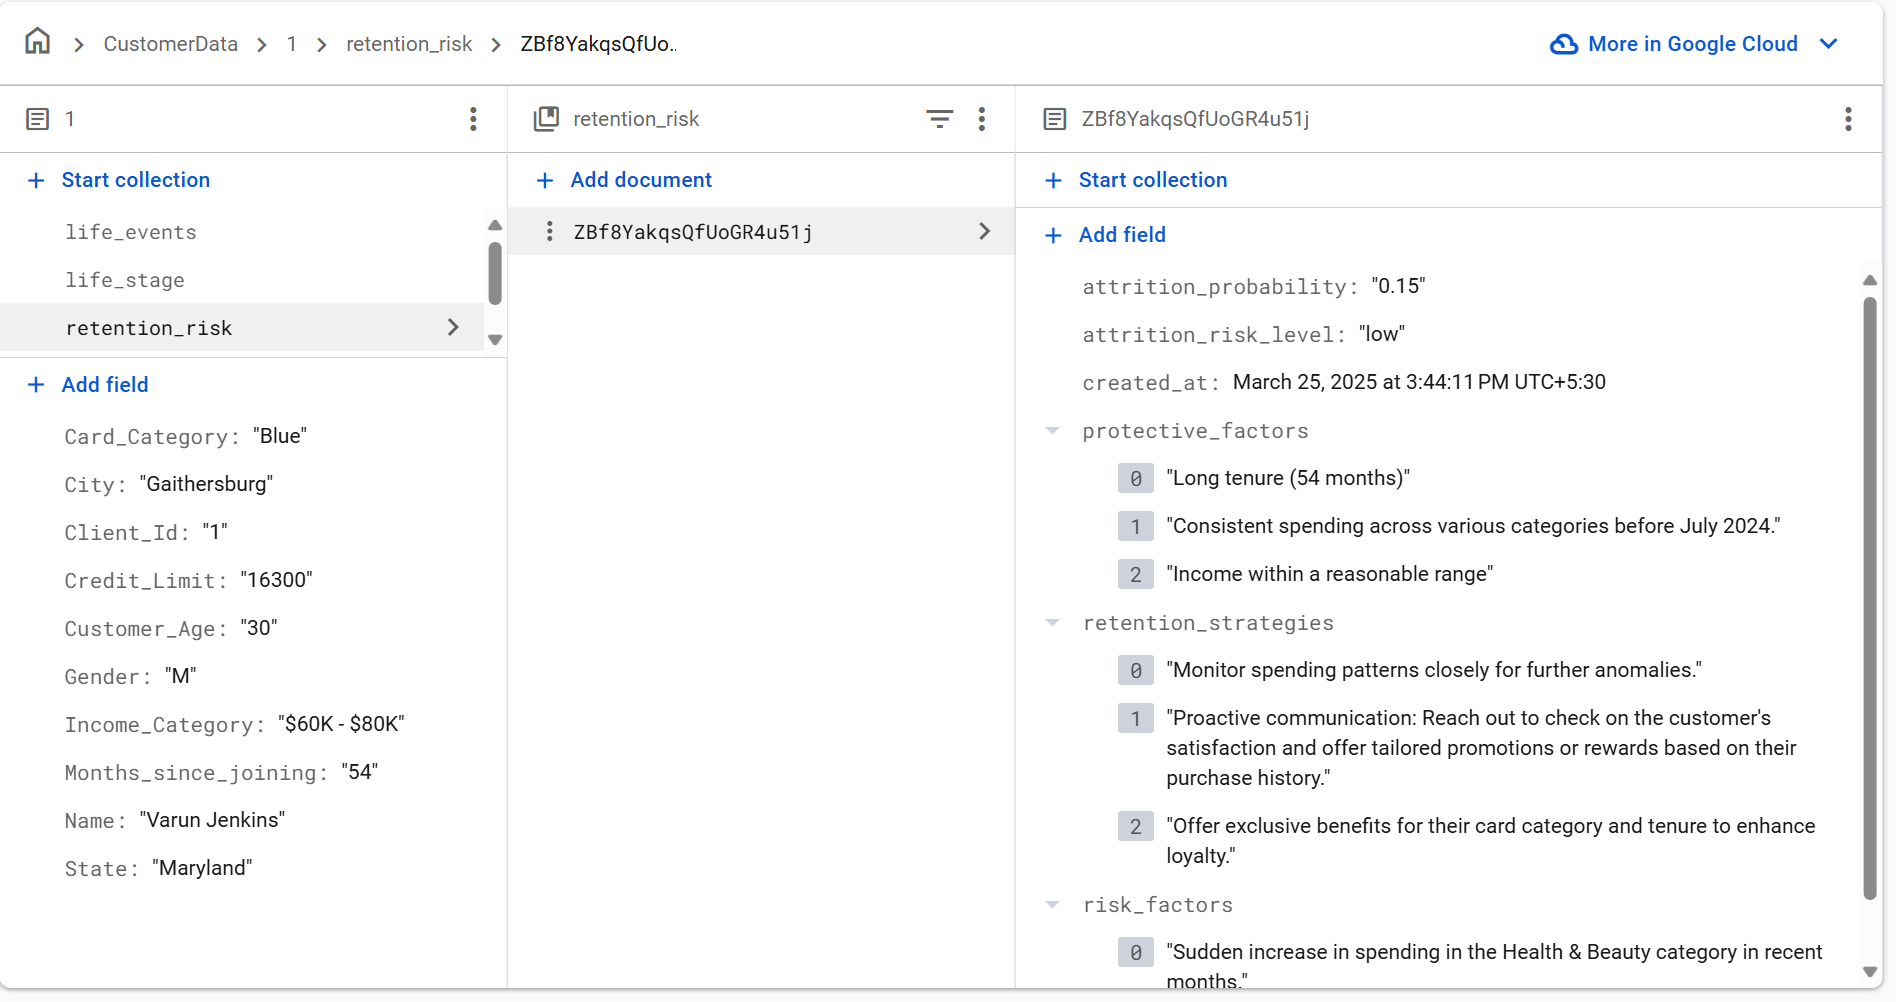 CustomerData
1
retention_risk
ZBf8YakqsQfUo..
More in Google Cloud
1
retention_risk
ZBf8YakqsQfUoGR4u51j
Start collection
Add document
Start collection
life_events
life_stage
retention_risk
ZBf8YakqsQfUoGR4u51j
Add field
Card_Category: "Blue"
City: "Gaithersburg"
Client_Id: "1"
Credit_Limit: "16300"
Customer_Age: "30"
Gender: "M"
Income_Category: "$60K - $80K"
Months_since_joining: "54"
Name: "Varun Jenkins"
State: "Maryland"
Add field
attrition_probability: "0.15"
attrition_risk_level: "low"
created_at: March 25, 2025 at 3:44:11 PM UTC+5:30
protective_factors
0 "Long tenure (54 months)"
1 "Consistent spending across various categories before July 2024."
2 "Income within a reasonable range"
retention_strategies
0 "Monitor spending patterns closely for further anomalies."
1 "Proactive communication: Reach out to check on the customer's
satisfaction and offer tailored promotions or rewards based on their
purchase history."
2 "Offer exclusive benefits for their card category and tenure to enhance
loyalty."
risk_factors
0 "Sudden increase in spending in the Health & Beauty category in recent
months."